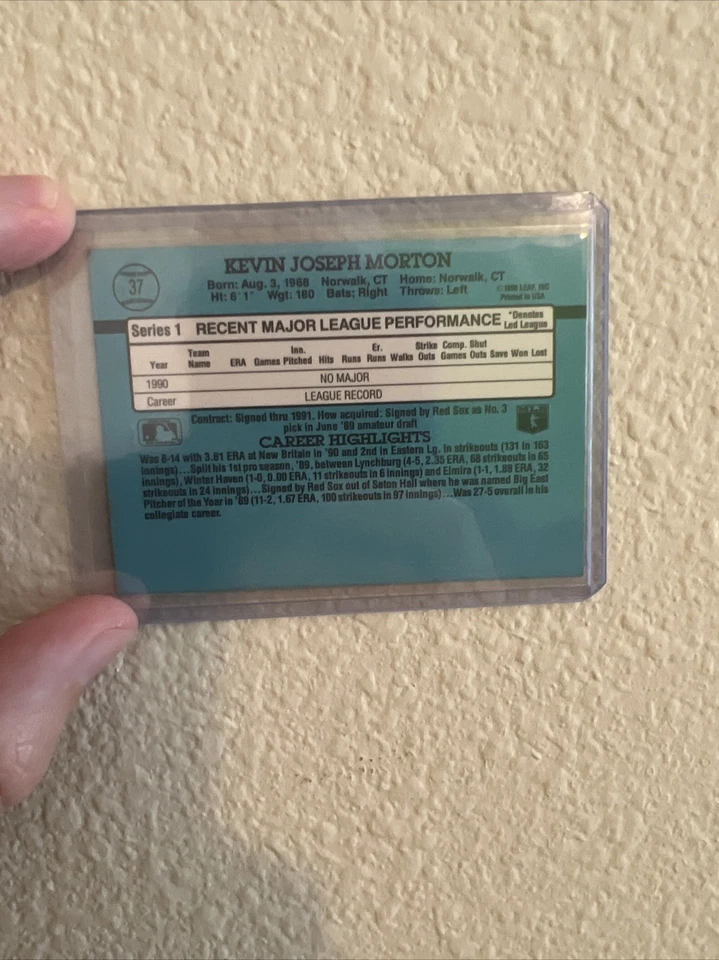 KEVIN JOSEPH MORTON
37
Born: Aug. 3, 1968 Norwalk, CT Home: Norwalk, CT
Ht: 6'1" Wgt: 180 Bats: Right Throws: Left
LEAF, INC
Printed in USA
Series 1 RECENT MAJOR LEAGUE PERFORMANCE *Denotes Led League
Year Team Name ERA Games Inn. Pitched Hits Runs Er. Runs Walks Strike Outs Comp. Games Shut Outs Save Won Lost
1990 NO MAJOR
Career LEAGUE RECORD
Contract: Signed thru 1991. How acquired: Signed by Red Sox as No. 3
pick in June '89 amateur draft
CAREER HIGHLIGHTS
Was 8-14 with 3.81 ERA at New Britain in '90 and 2nd in Eastern Lg. in strikeouts (131 in 163
innings)...Split his 1st pro season, '89, between Lynchburg (4-5, 2.35 ERA, 68 strikeouts in 65
innings), Winter Haven (1-0, 0.00 ERA, 11 strikeouts in 6 innings) and Elmira (1-1, 1.88 ERA, 32
strikeouts in 24 innings)...Signed by Red Sox out of Seton Hall where he was named Big East
Pitcher of the Year in '89 (11-2, 1.67 ERA, 100 strikeouts in 97 innings)...Was 27-5 overall in his
collegiate career.